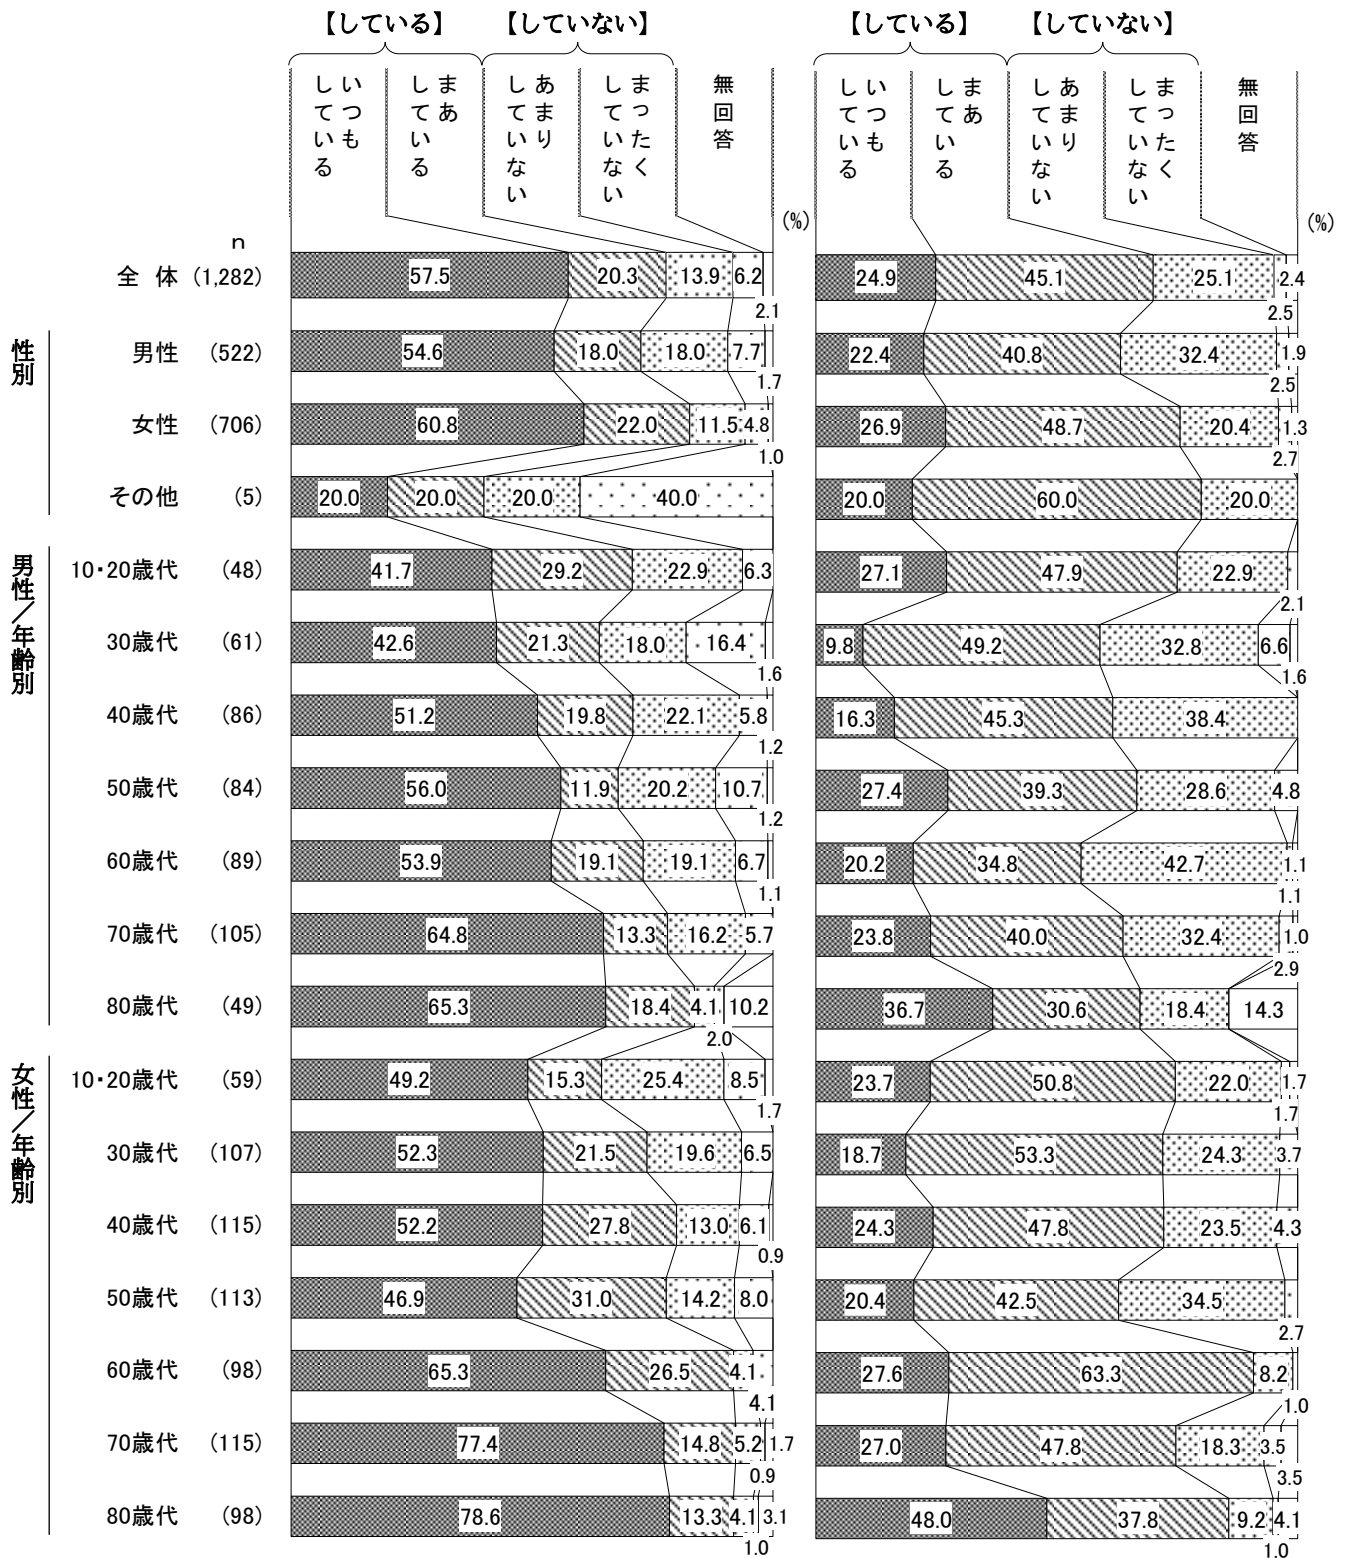 【している】 【していない】 【している】 【していない】
いつもしている まあしている あまりしていない まったくしていない 無回答 いつもしている まあしている あまりしていない まったくしていない 無回答
(%) (%)
n
全 体 (1,282) 57.5 20.3 13.9 6.2 2.1 24.9 45.1 25.1 2.5 2.4
性別
男性 (522) 54.6 18.0 18.0 7.7 1.7 22.4 40.8 32.4 2.5 1.9
女性 (706) 60.8 22.0 11.5 4.8 1.0 26.9 48.7 20.4 2.7 1.3
その他 (5) 20.0 20.0 20.0 40.0 20.0 60.0 20.0
男性/年齢別
10・20歳代 (48) 41.7 29.2 22.9 6.3 27.1 47.9 22.9 2.1
30歳代 (61) 42.6 21.3 18.0 16.4 1.6 9.8 49.2 32.8 6.6 1.6
40歳代 (86) 51.2 19.8 22.1 5.8 1.2 16.3 45.3 38.4
50歳代 (84) 56.0 11.9 20.2 10.7 1.2 27.4 39.3 28.6 4.8
60歳代 (89) 53.9 19.1 19.1 6.7 1.1 20.2 34.8 42.7 1.1 1.1
70歳代 (105) 64.8 13.3 16.2 5.7 23.8 40.0 32.4 2.9 1.0
80歳代 (49) 65.3 18.4 4.1 2.0 10.2 36.7 30.6 18.4 14.3
女性/年齢別
10・20歳代 (59) 49.2 15.3 25.4 8.5 1.7 23.7 50.8 22.0 1.7 1.7
30歳代 (107) 52.3 21.5 19.6 6.5 18.7 53.3 24.3 3.7
40歳代 (115) 52.2 27.8 13.0 6.1 0.9 24.3 47.8 23.5 4.3
50歳代 (113) 46.9 31.0 14.2 8.0 20.4 42.5 34.5 2.7
60歳代 (98) 65.3 26.5 4.1 4.1 27.6 63.3 8.2 1.0
70歳代 (115) 77.4 14.8 5.2 0.9 1.7 27.0 47.8 18.3 3.5 3.5
80歳代 (98) 78.6 13.3 4.1 1.0 3.1 48.0 37.8 9.2 1.0 4.1